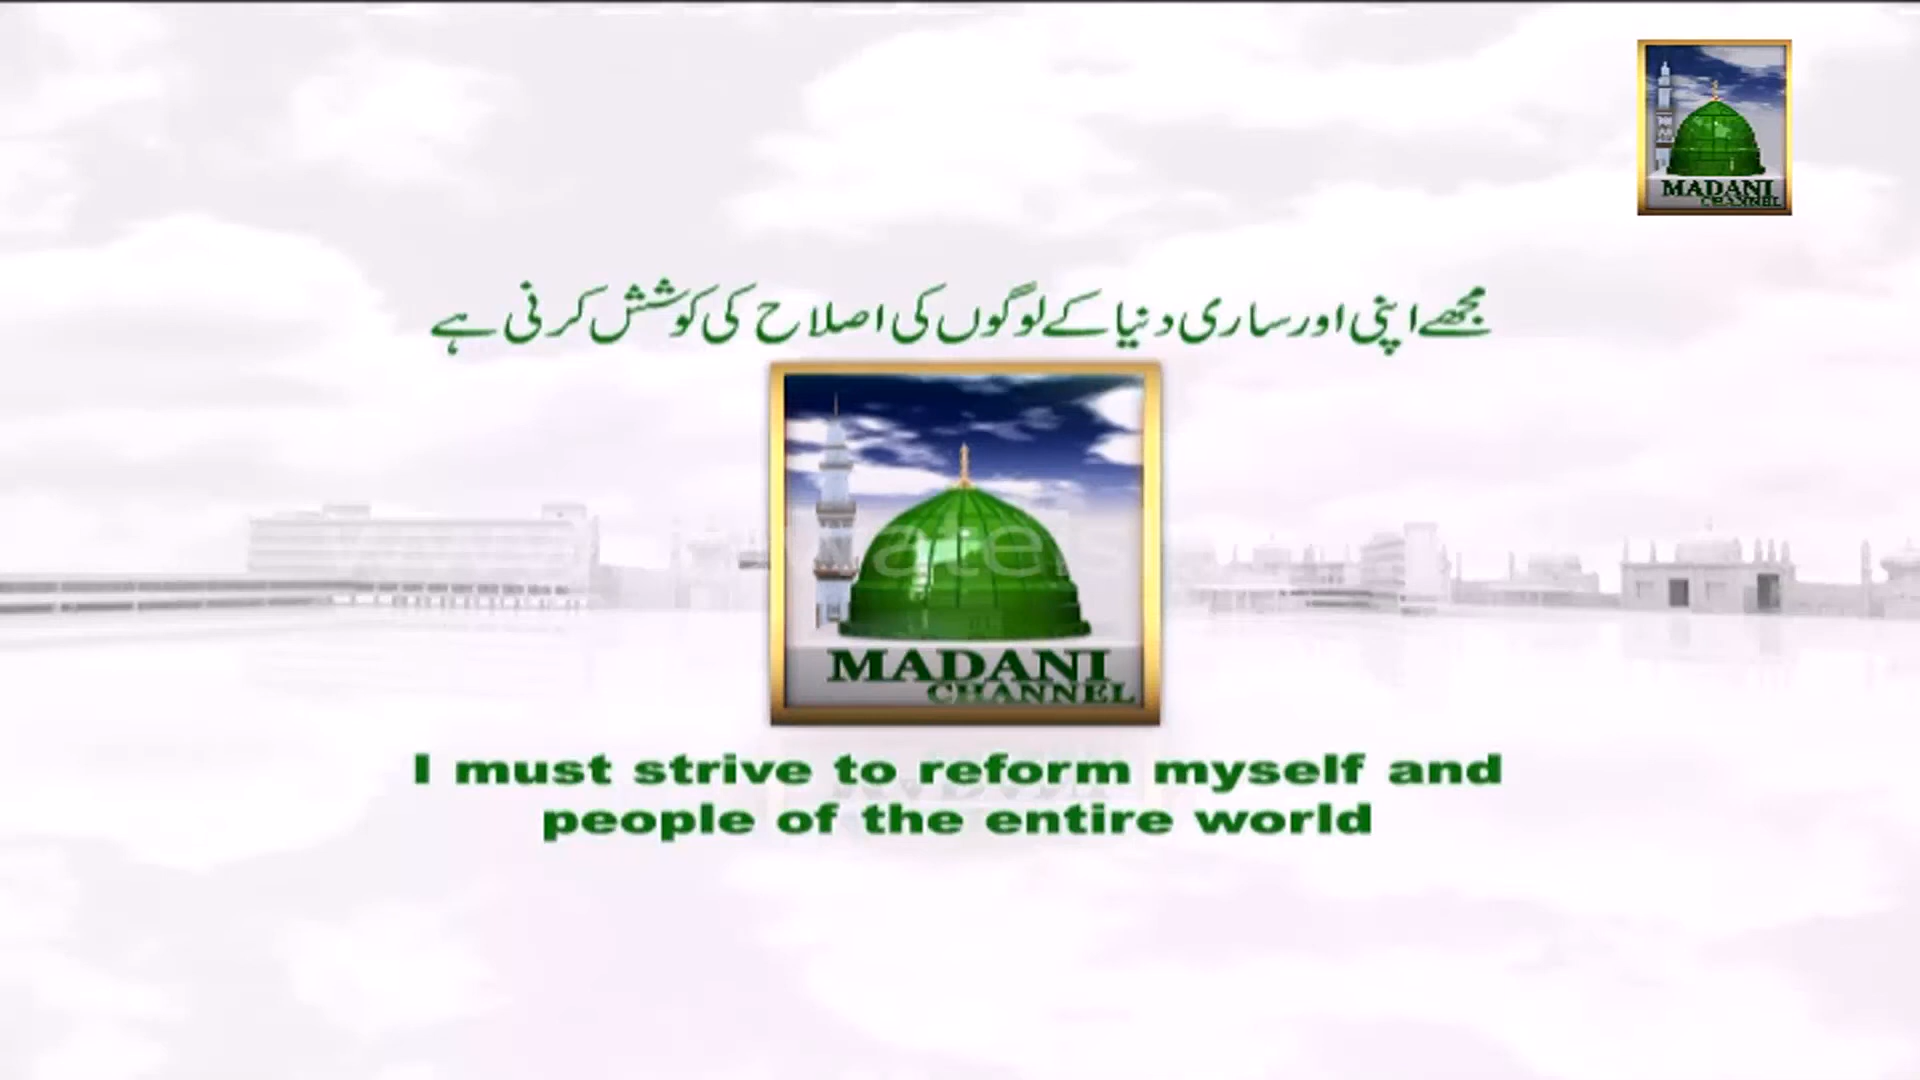 MADANI
CHANNEL
مجھے اپنی اور ساری دنیا کے لوگوں کی اصلاح کی کوشش کرنی ہے
MADANI
CHANNEL
I must strive to reform myself and
people of the entire world